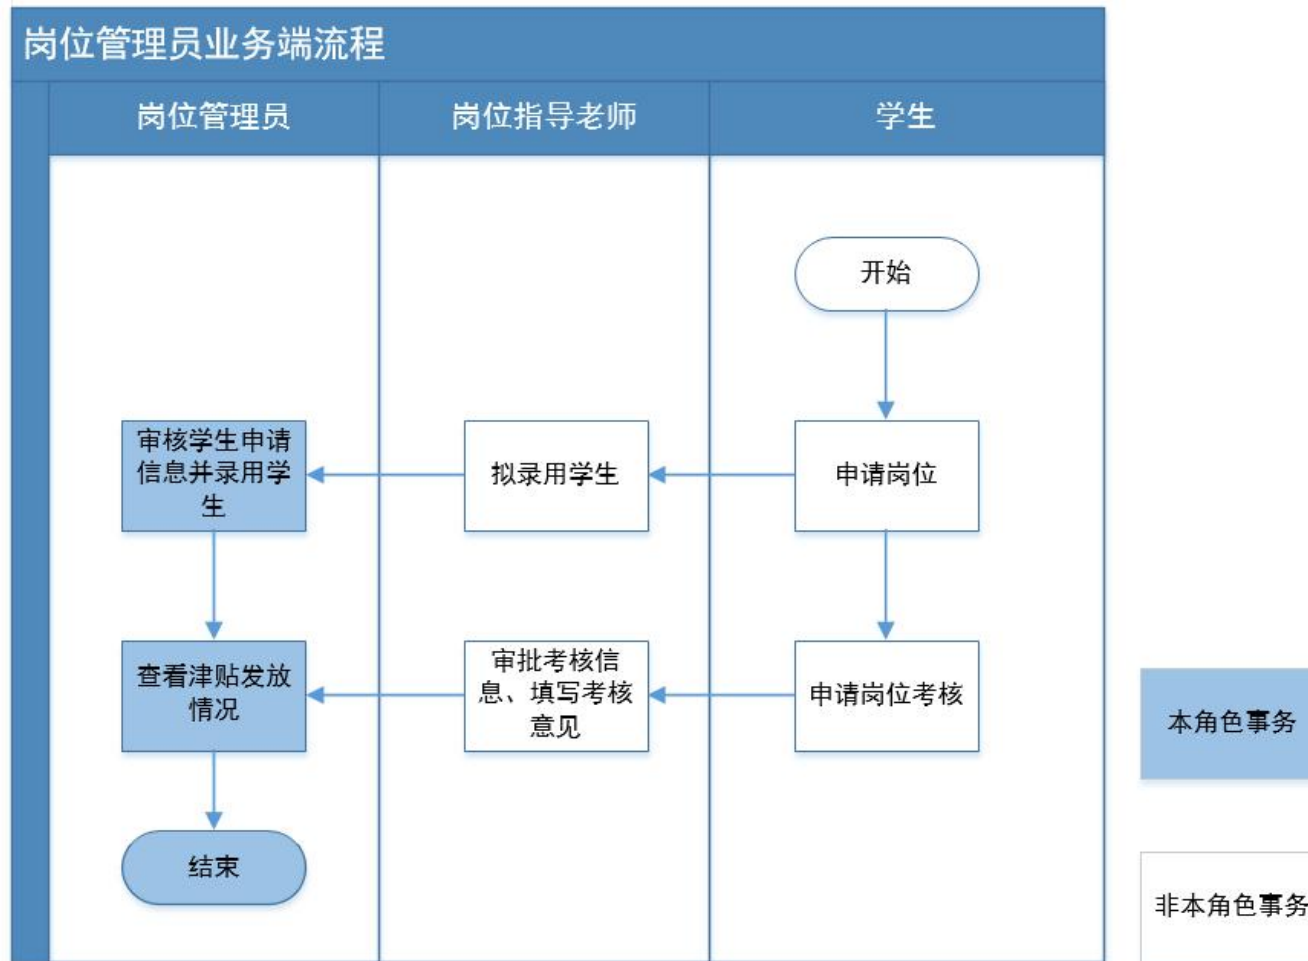 岗位管理员业务端流程
岗位管理员
岗位指导老师
学生
开始
审核学生申请
信息并录用学
生
拟录用学生
申请岗位
查看津贴发放
情况
审批考核信
息、填写考核
意见
申请岗位考核
结束
本角色事务
非本角色事务